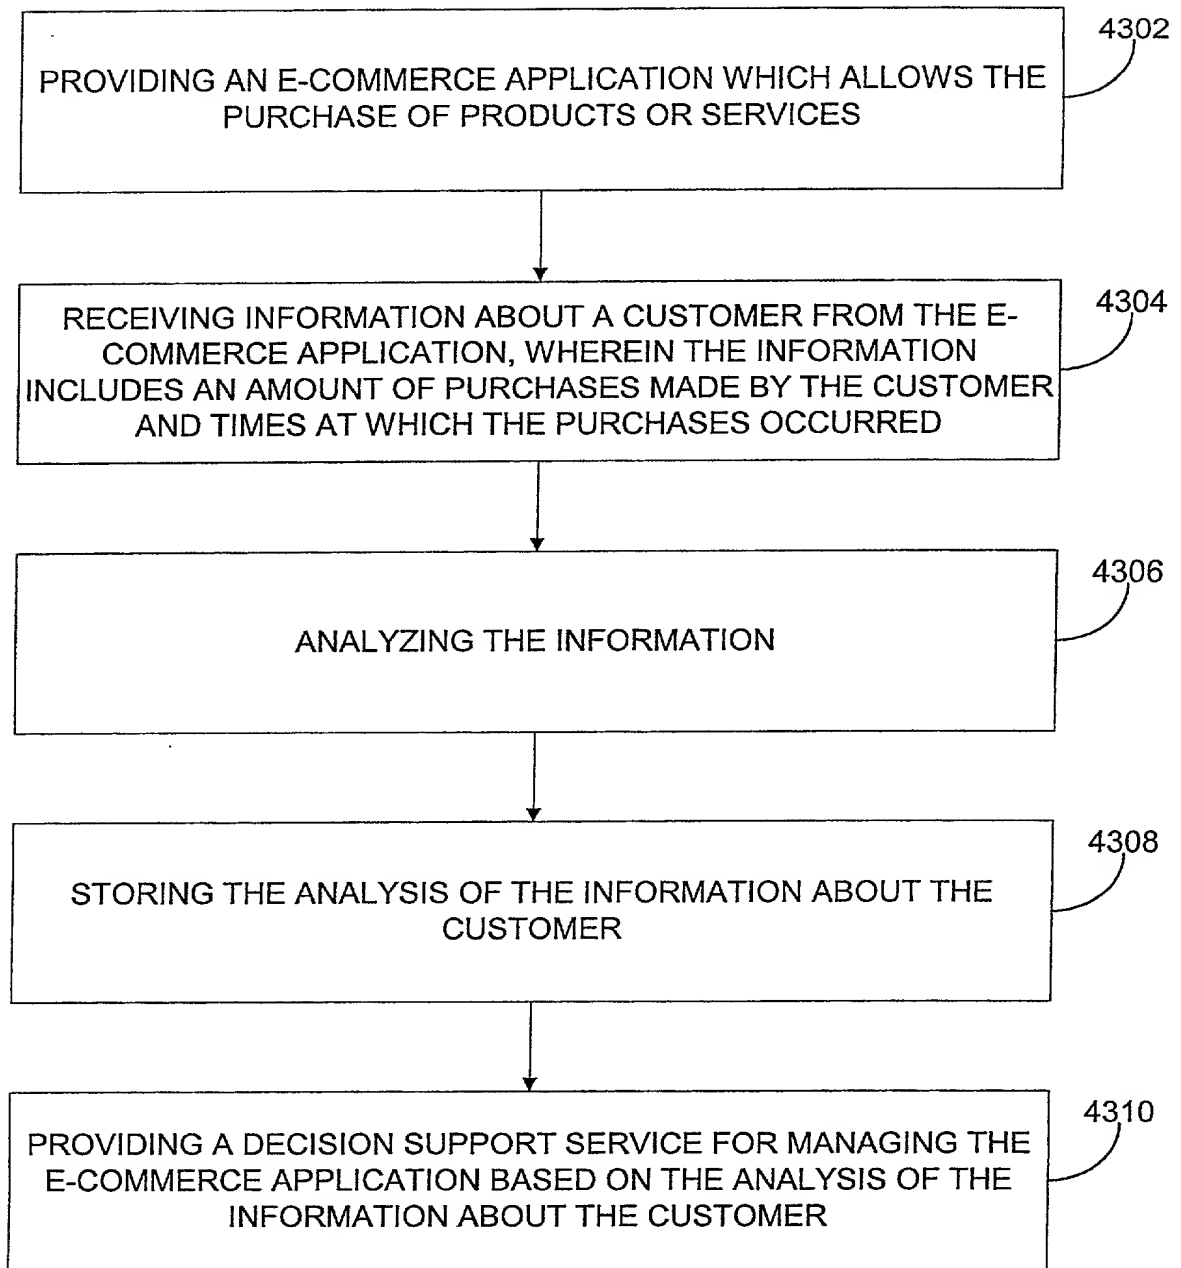 4302
PROVIDING AN E-COMMERCE APPLICATION WHICH ALLOWS THE
PURCHASE OF PRODUCTS OR SERVICES
4304
RECEIVING INFORMATION ABOUT A CUSTOMER FROM THE E-
COMMERCE APPLICATION, WHEREIN THE INFORMATION
INCLUDES AN AMOUNT OF PURCHASES MADE BY THE CUSTOMER
AND TIMES AT WHICH THE PURCHASES OCCURRED
4306
ANALYZING THE INFORMATION
4308
STORING THE ANALYSIS OF THE INFORMATION ABOUT THE
CUSTOMER
4310
PROVIDING A DECISION SUPPORT SERVICE FOR MANAGING THE
E-COMMERCE APPLICATION BASED ON THE ANALYSIS OF THE
INFORMATION ABOUT THE CUSTOMER